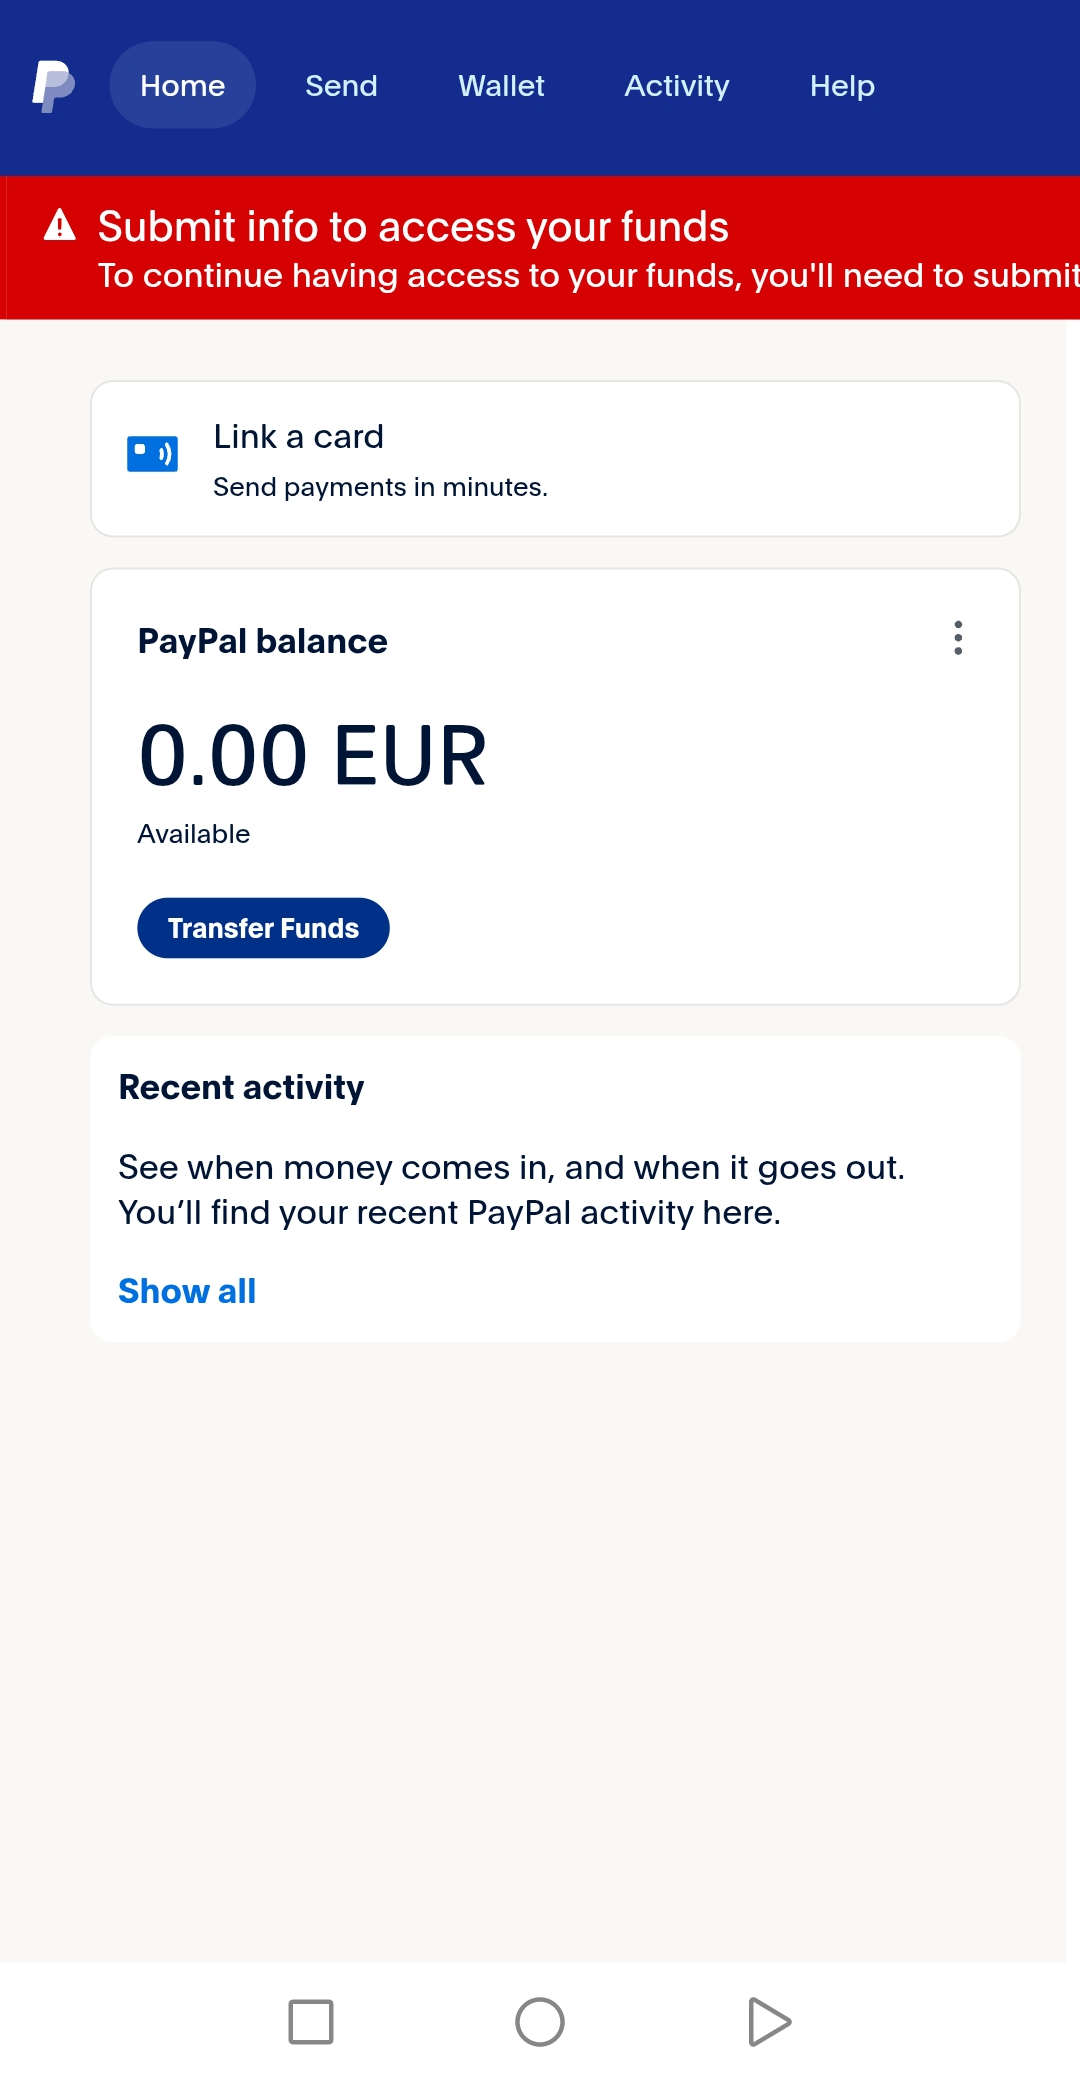 Home Send Wallet Activity Help
Submit info to access your funds
To continue having access to your funds, you'll need to submit
Link a card
Send payments in minutes.
PayPal balance
0.00 EUR
Available
Transfer Funds
Recent activity
See when money comes in, and when it goes out.
You’ll find your recent PayPal activity here.
Show all